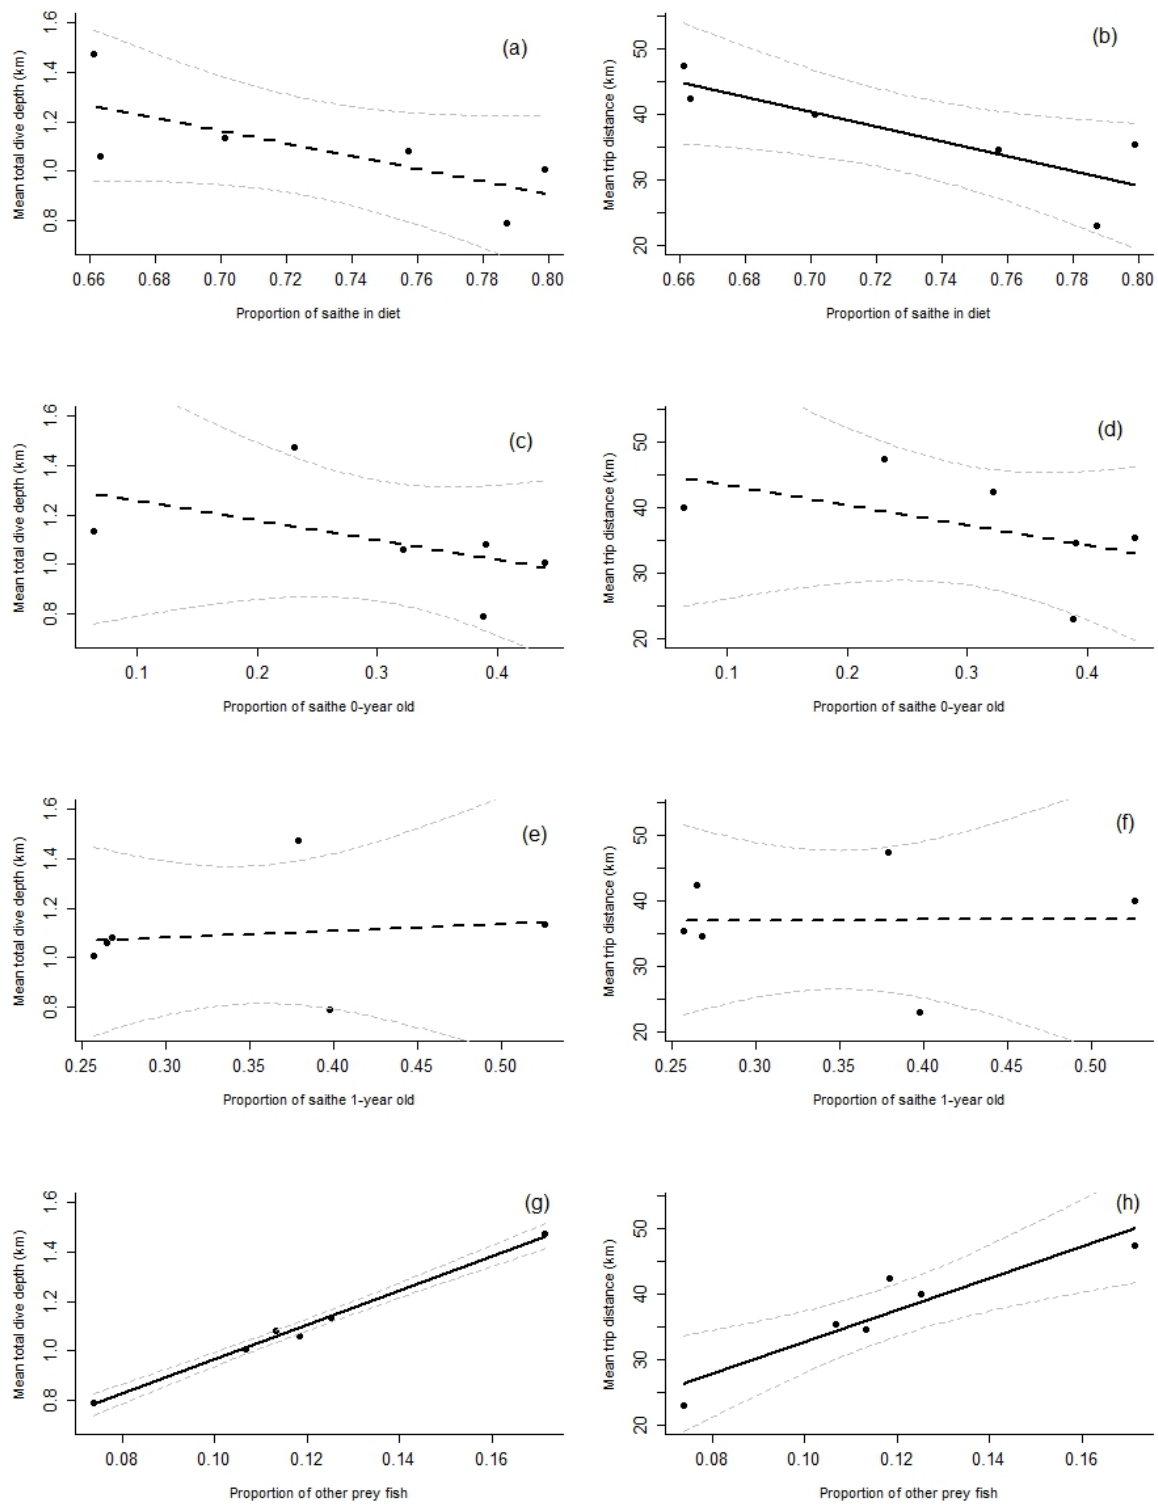 (a)
Mean total dive depth (km)
0.8 1.0 1.2 1.4 1.6
0.66 0.68 0.70 0.72 0.74 0.76 0.78 0.80
Proportion of saithe in diet
(b)
Mean trip distance (km)
20 30 40 50
0.66 0.68 0.70 0.72 0.74 0.76 0.78 0.80
Proportion of saithe in diet
(c)
Mean total dive depth (km)
0.8 1.0 1.2 1.4 1.6
0.1 0.2 0.3 0.4
Proportion of saithe 0-year old
(d)
Mean trip distance (km)
20 30 40 50
0.1 0.2 0.3 0.4
Proportion of saithe 0-year old
(e)
Mean total dive depth (km)
0.8 1.0 1.2 1.4 1.6
0.25 0.30 0.35 0.40 0.45 0.50
Proportion of saithe 1-year old
(f)
Mean trip distance (km)
20 30 40 50
0.25 0.30 0.35 0.40 0.45 0.50
Proportion of saithe 1-year old
(g)
Mean total dive depth (km)
0.8 1.0 1.2 1.4 1.6
0.08 0.10 0.12 0.14 0.16
Proportion of other prey fish
(h)
Mean trip distance (km)
20 30 40 50
0.08 0.10 0.12 0.14 0.16
Proportion of other prey fish